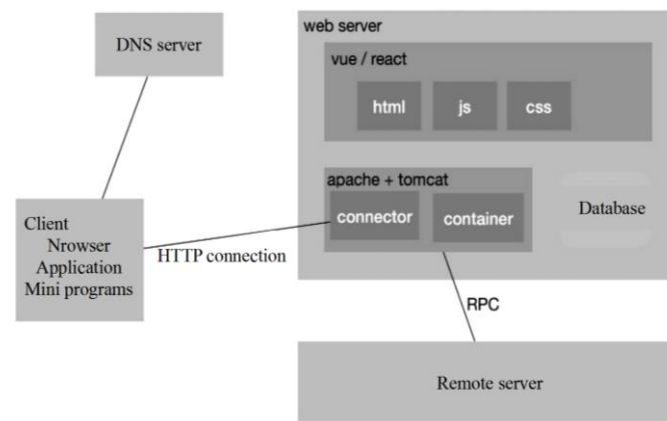 DNS server
web server
vue / react
html
js
css
apache + tomcat
connector
container
Database
Client
Nrowser
Application
Mini programs
HTTP connection
RPC
Remote server